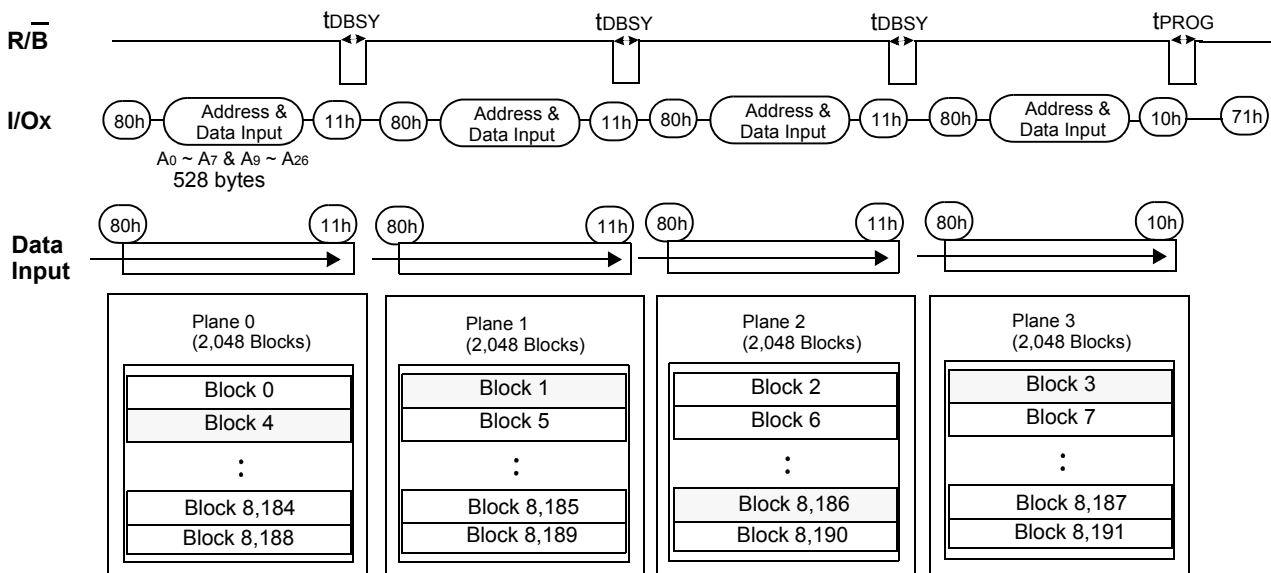 tDBSY tDBSY tDBSY tPROG
R/B
I/Ox 80h Address & Data Input 11h 80h Address & Data Input 11h 80h Address & Data Input 11h 80h Address & Data Input 10h 71h
A0 ~ A7 & A9 ~ A26
528 bytes
80h 11h 80h 11h 80h 11h 80h 10h
Data
Input
Plane 0
(2,048 Blocks)
Block 0
Block 4
:
Block 8,184
Block 8,188
Plane 1
(2,048 Blocks)
Block 1
Block 5
:
Block 8,185
Block 8,189
Plane 2
(2,048 Blocks)
Block 2
Block 6
:
Block 8,186
Block 8,190
Plane 3
(2,048 Blocks)
Block 3
Block 7
:
Block 8,187
Block 8,191